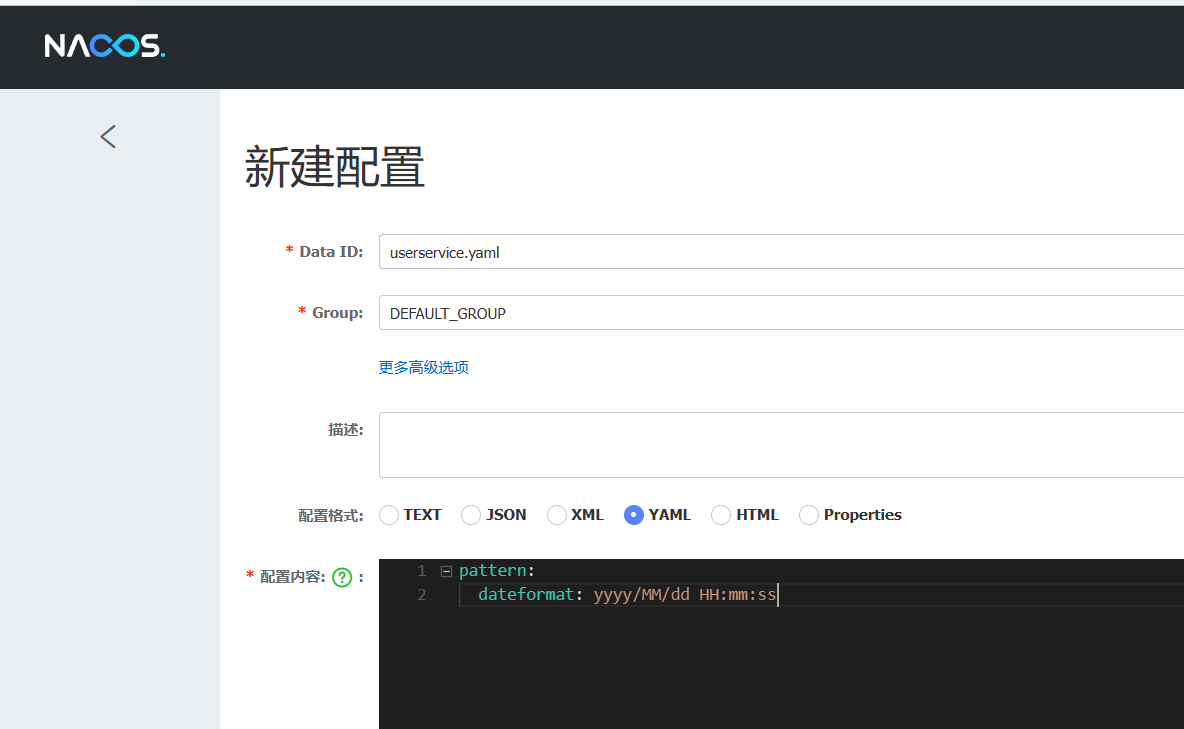 NACOS.
新建配置
* Data ID: userservice.yaml
* Group: DEFAULT_GROUP
更多高级选项
描述:
配置格式: TEXT JSON XML YAML HTML Properties
* 配置内容: ? :
1 pattern:
2 dateformat: yyyy/MM/dd HH:mm:ss